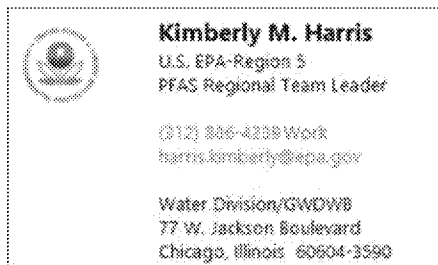 Kimberly M. Harris
U.S. EPA-Region 5
PFAS Regional Team Leader
(312) 886-4239 Work
harris.kimberly@epa.gov
Water Division/GWDWB
77 W. Jackson Boulevard
Chicago, Illinois 60604-3590